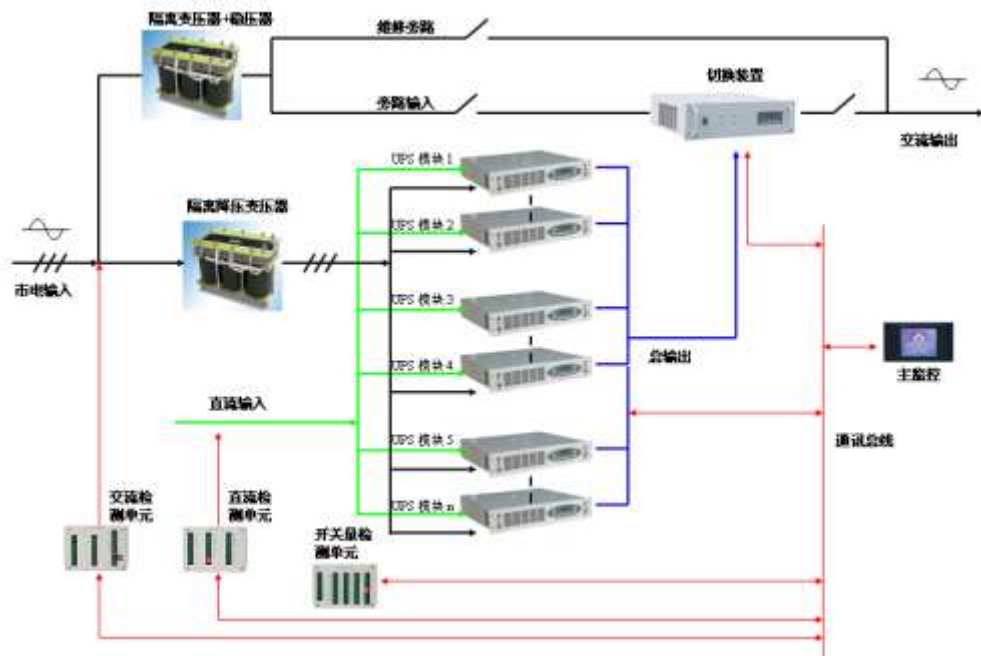 隔离变压器+稳压器
维修旁路
切换装置
旁路输入
交流输出
UPS 模块 1
隔离降压变压器
UPS 模块 2
市电输入
UPS 模块 3
总输出
UPS 模块 4
主监控
直流输入
UPS 模块 5
通讯总线
交流检
测单元
直流检
测单元
UPS 模块 n
开关量检
测单元